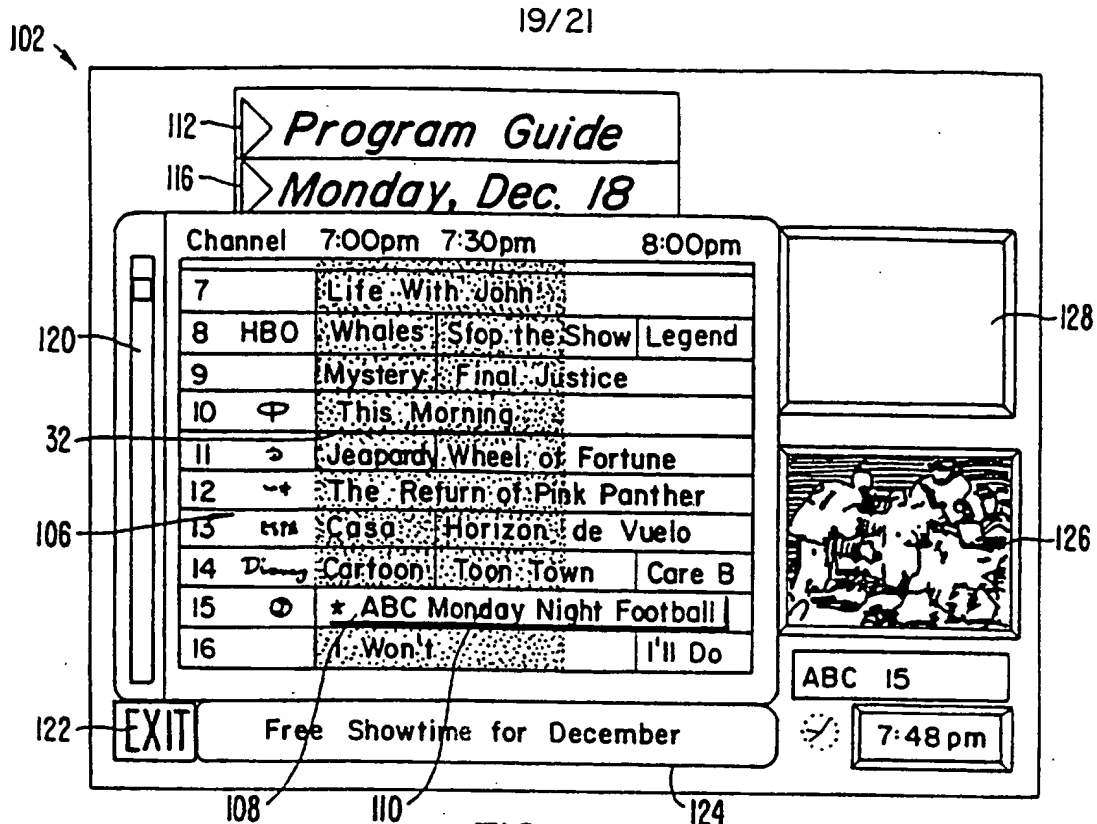 19/21
102
112
Program Guide
116
Monday, Dec. 18
Channel 7:00pm 7:30pm 8:00pm
7 Life With John
8 HBO Whales Stop the Show Legend
128
120
9 Mystery Final Justice
10 This Morning
32
11 Jeapardy Wheel of Fortune
12 The Return of Pink Panther
106
13 Casa Horizon de Vuelo
126
14 Disney Cartoon Toon Town Care B
15 * ABC Monday Night Football
16 I Won't I'll Do
ABC 15
122
EXIT Free Showtime for December
7:48 pm
108 110 124